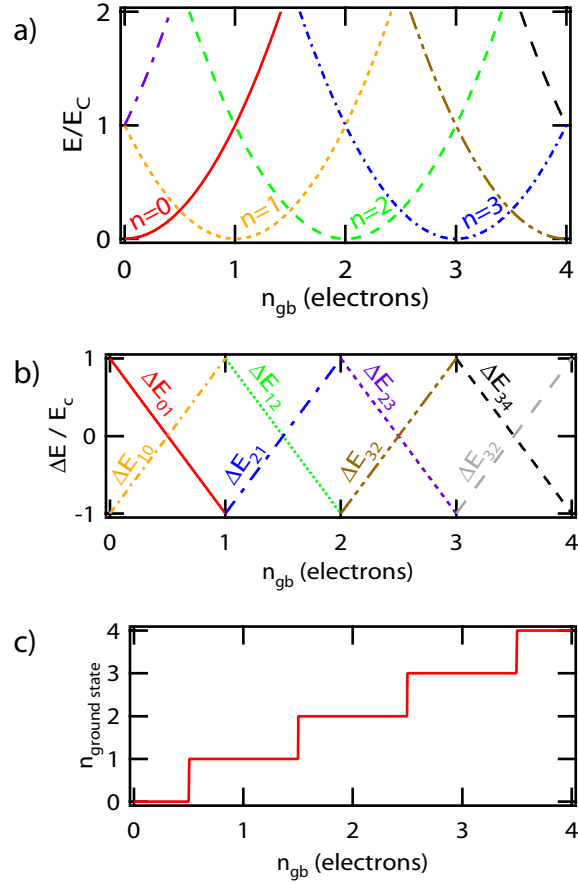 a)
2
1
0
E/E_C
n=0
n=1
n=2
n=3
0 1 2 3 4
n_gb (electrons)
b)
1
0
-1
ΔE / E_c
ΔE_01
ΔE_10
ΔE_12
ΔE_21
ΔE_23
ΔE_32
ΔE_34
ΔE_32
0 1 2 3 4
n_gb (electrons)
c)
4
3
2
1
0
n_ground state
0 1 2 3 4
n_gb (electrons)